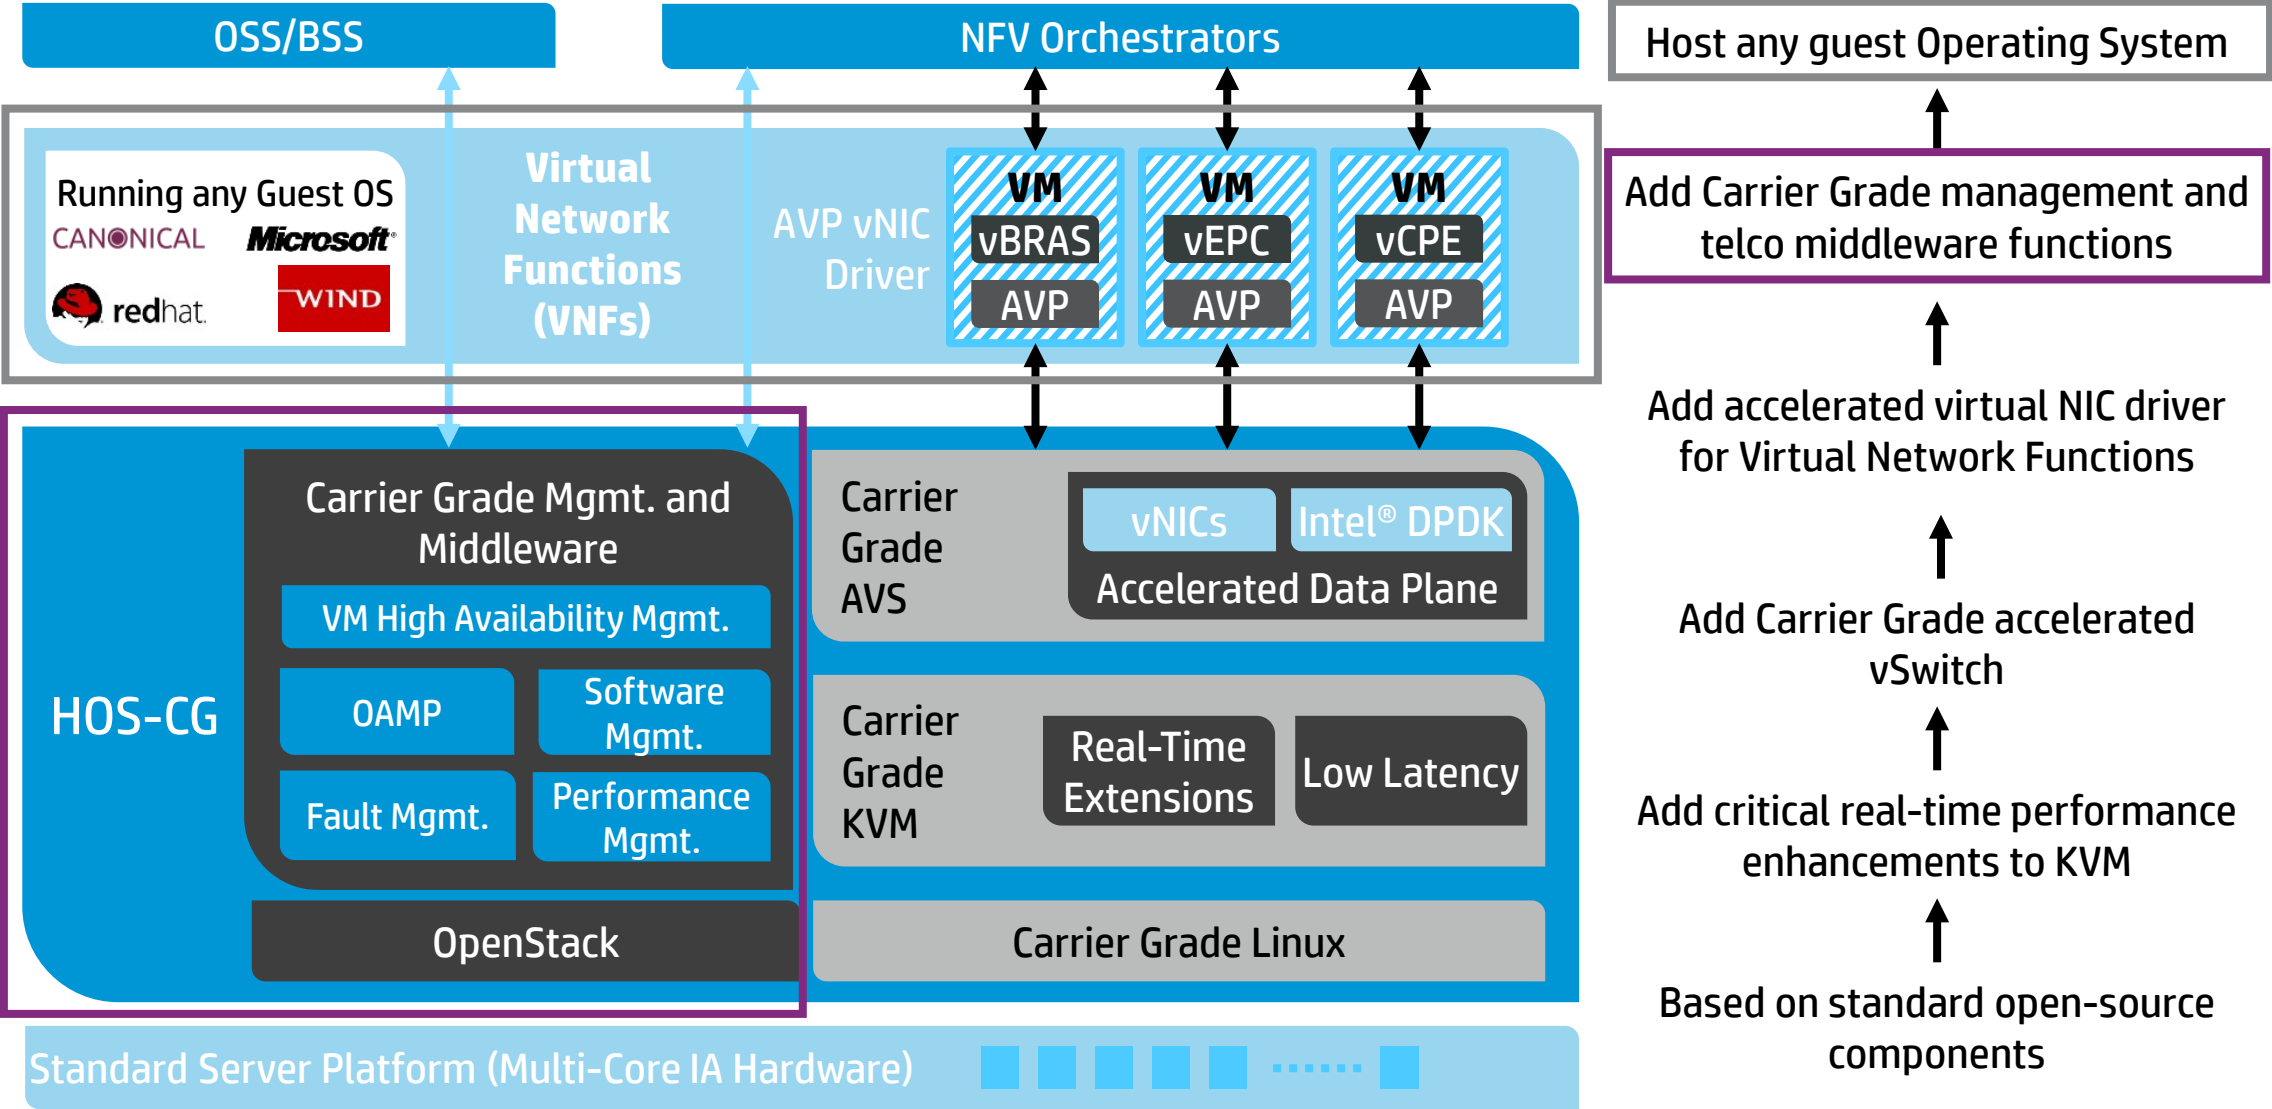 OSS/BSS
NFV Orchestrators
Running any Guest OS
CANONICAL
Microsoft®
redhat.
WIND
Virtual
Network
Functions
(VNFs)
AVP vNIC
Driver
VM
vBRAS
AVP
VM
vEPC
AVP
VM
vCPE
AVP
HOS-CG
Carrier Grade Mgmt. and
Middleware
VM High Availability Mgmt.
OAMP
Software
Mgmt.
Fault Mgmt.
Performance
Mgmt.
OpenStack
Carrier
Grade
AVS
vNICs
Intel® DPDK
Accelerated Data Plane
Carrier
Grade
KVM
Real-Time
Extensions
Low Latency
Carrier Grade Linux
Standard Server Platform (Multi-Core IA Hardware)
Host any guest Operating System
Add Carrier Grade management and
telco middleware functions
Add accelerated virtual NIC driver
for Virtual Network Functions
Add Carrier Grade accelerated
vSwitch
Add critical real-time performance
enhancements to KVM
Based on standard open-source
components